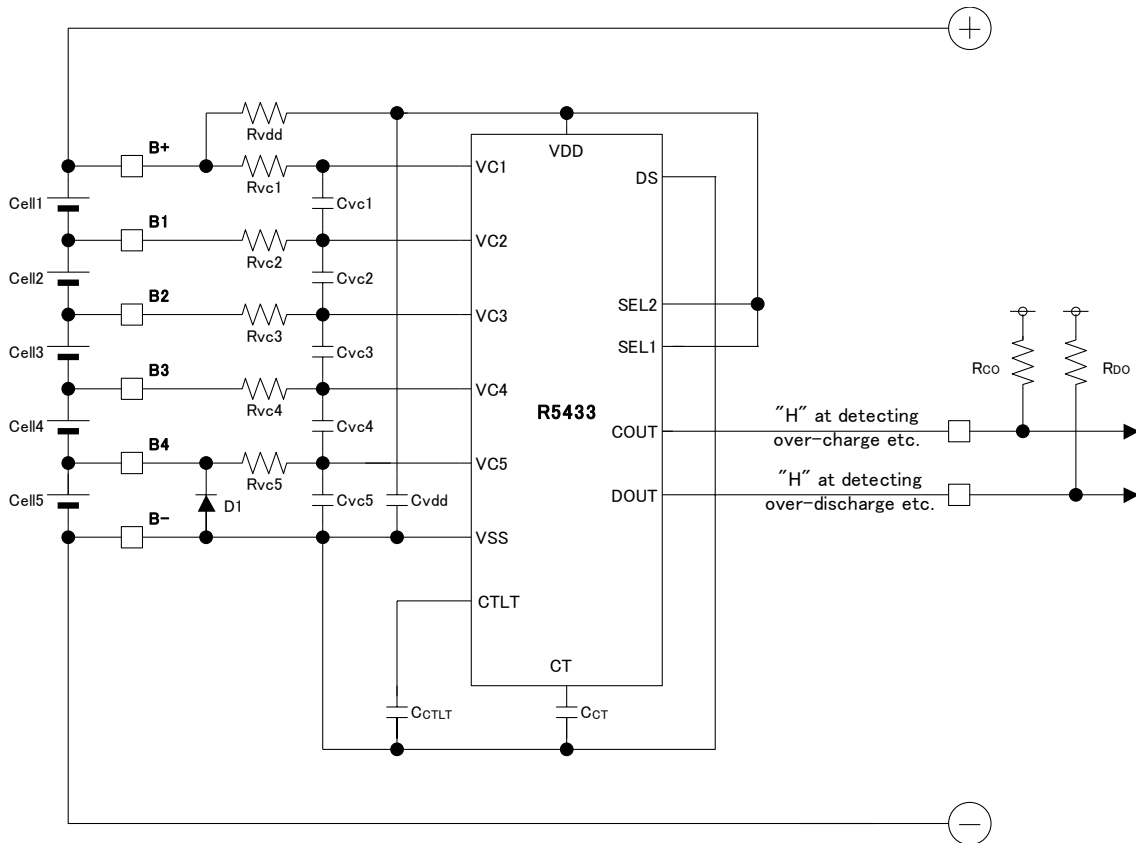 +
B+
Rvdd
VDD
Rvc1
VC1
DS
Cell1
Cvc1
B1
Rvc2
VC2
Cell2
Cvc2
B2
Rvc3
VC3
SEL2
Cell3
Cvc3
SEL1
B3
Rvc4
VC4
RCO
RDO
R5433
Cell4
Cvc4
COUT
"H" at detecting
over-charge etc.
B4
Rvc5
VC5
Cell5
D1
Cvc5
Cvdd
DOUT
"H" at detecting
over-discharge etc.
B-
VSS
CTLT
CT
CCTLT
CCT
−